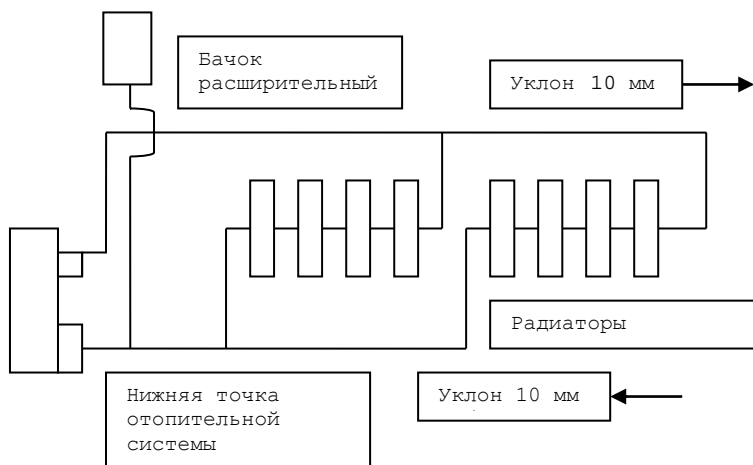 Бачок
расширительный
Уклон 10 мм
Радиаторы
Нижняя точка
отопительной
системы
Уклон 10 мм